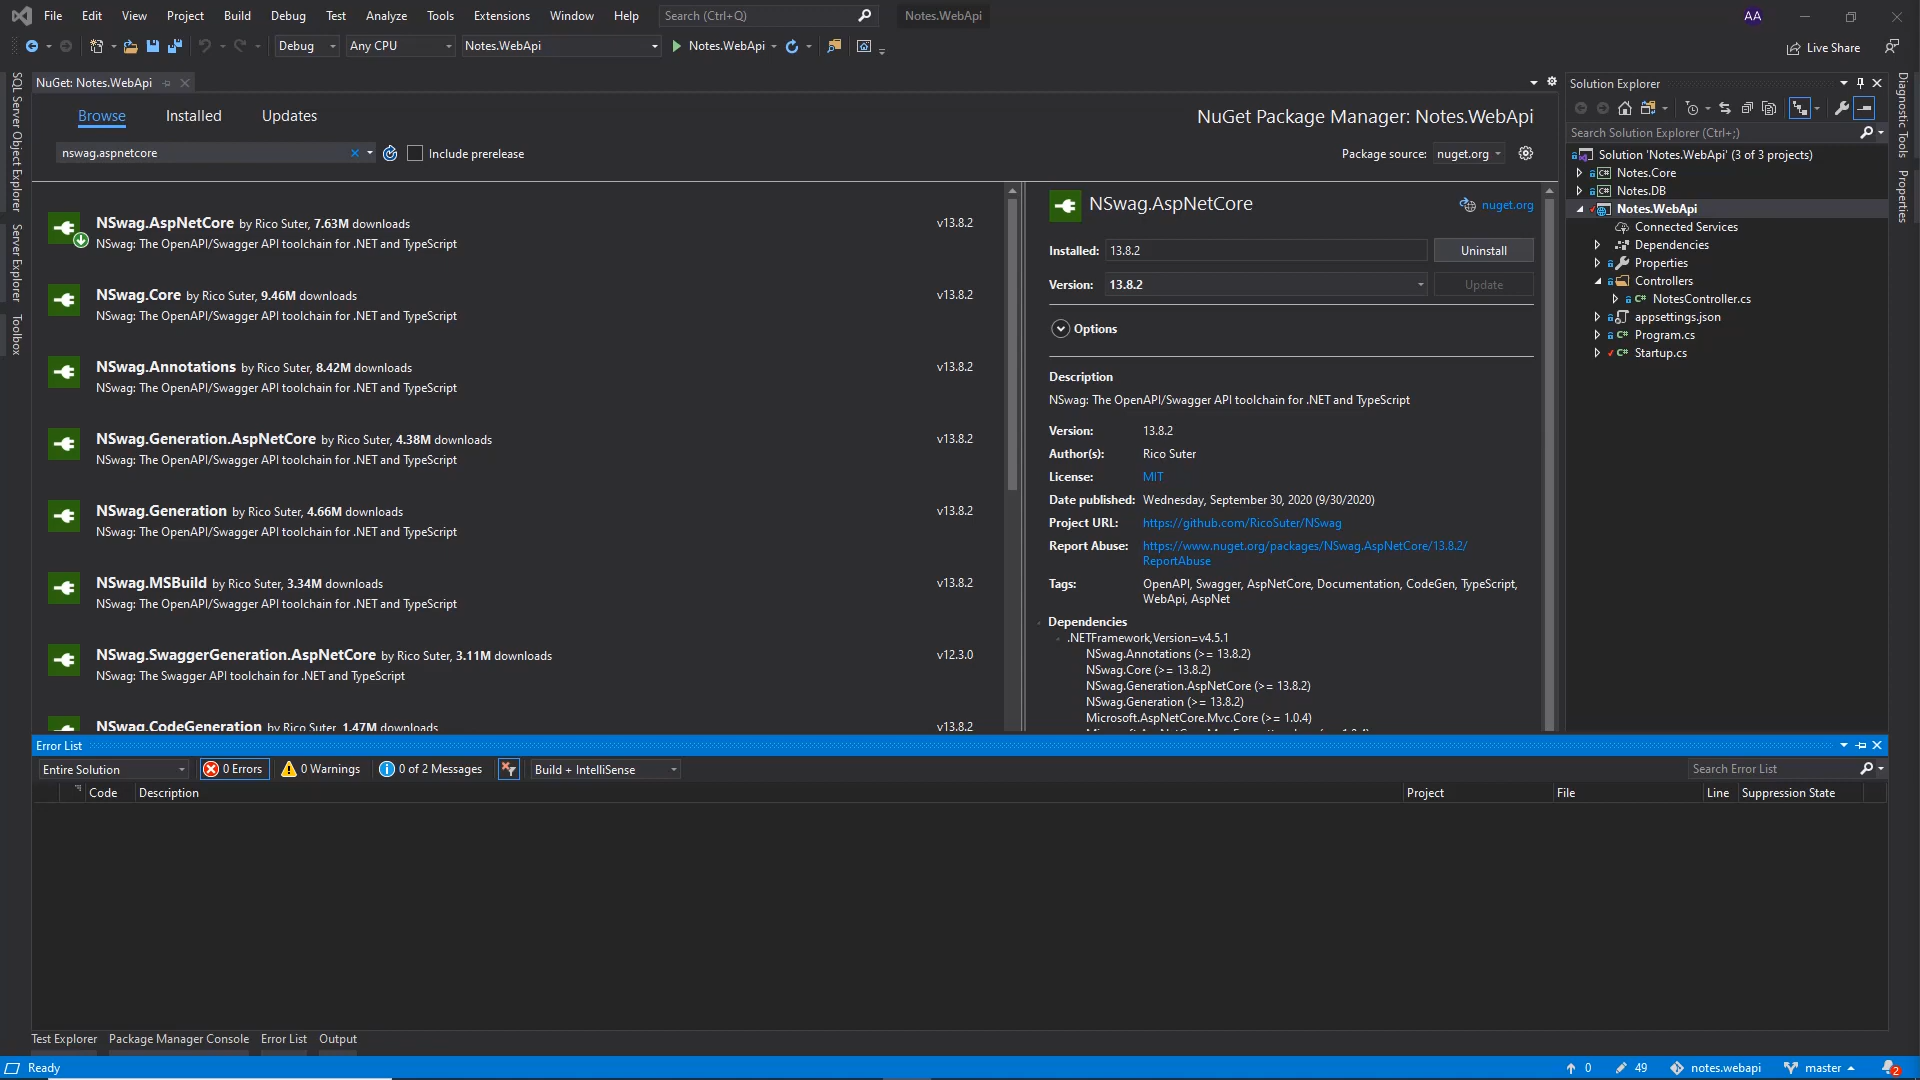 File Edit View Project Build Debug Test Analyze Tools Extensions Window Help Search (Ctrl+Q) Notes.WebApi AA
Debug Any CPU Notes.WebApi Notes.WebApi Live Share
SQL Server Object Explorer
Server Explorer
Toolbox
NuGet: Notes.WebApi
Browse Installed Updates NuGet Package Manager: Notes.WebApi
nswag.aspnetcore Include prerelease Package source: nuget.org
NSwag.AspNetCore by Rico Suter, 7.63M downloads v13.8.2
NSwag: The OpenAPI/Swagger API toolchain for .NET and TypeScript
NSwag.Core by Rico Suter, 9.46M downloads v13.8.2
NSwag: The OpenAPI/Swagger API toolchain for .NET and TypeScript
NSwag.Annotations by Rico Suter, 8.42M downloads v13.8.2
NSwag: The OpenAPI/Swagger API toolchain for .NET and TypeScript
NSwag.Generation.AspNetCore by Rico Suter, 4.38M downloads v13.8.2
NSwag: The OpenAPI/Swagger API toolchain for .NET and TypeScript
NSwag.Generation by Rico Suter, 4.66M downloads v13.8.2
NSwag: The OpenAPI/Swagger API toolchain for .NET and TypeScript
NSwag.MSBuild by Rico Suter, 3.34M downloads v13.8.2
NSwag: The OpenAPI/Swagger API toolchain for .NET and TypeScript
NSwag.SwaggerGeneration.AspNetCore by Rico Suter, 3.11M downloads v12.3.0
NSwag: The Swagger API toolchain for .NET and TypeScript
NSwag.CodeGeneration by Rico Suter, 1.47M downloads v13.8.2
NSwag.AspNetCore nuget.org
Installed: 13.8.2 Uninstall
Version: 13.8.2 Update
Options
Description
NSwag: The OpenAPI/Swagger API toolchain for .NET and TypeScript
Version: 13.8.2
Author(s): Rico Suter
License: MIT
Date published: Wednesday, September 30, 2020 (9/30/2020)
Project URL: https://github.com/RicoSuter/NSwag
Report Abuse: https://www.nuget.org/packages/NSwag.AspNetCore/13.8.2/
ReportAbuse
Tags: OpenAPI, Swagger, AspNetCore, Documentation, CodeGen, TypeScript,
WebApi, AspNet
Dependencies
.NETFramework,Version=v4.5.1
NSwag.Annotations (>= 13.8.2)
NSwag.Core (>= 13.8.2)
NSwag.Generation.AspNetCore (>= 13.8.2)
NSwag.Generation (>= 13.8.2)
Microsoft.AspNetCore.Mvc.Core (>= 1.0.4)
Solution Explorer
Search Solution Explorer (Ctrl+;)
Solution 'Notes.WebApi' (3 of 3 projects)
Notes.Core
Notes.DB
Notes.WebApi
Connected Services
Dependencies
Properties
Controllers
NotesController.cs
appsettings.json
Program.cs
Startup.cs
Diagnostic Tools
Properties
Error List
Entire Solution 0 Errors 0 Warnings 0 of 2 Messages Build + IntelliSense Search Error List
Code Description Project File Line Suppression State
Test Explorer Package Manager Console Error List Output
Ready 0 49 notes.webapi master 2